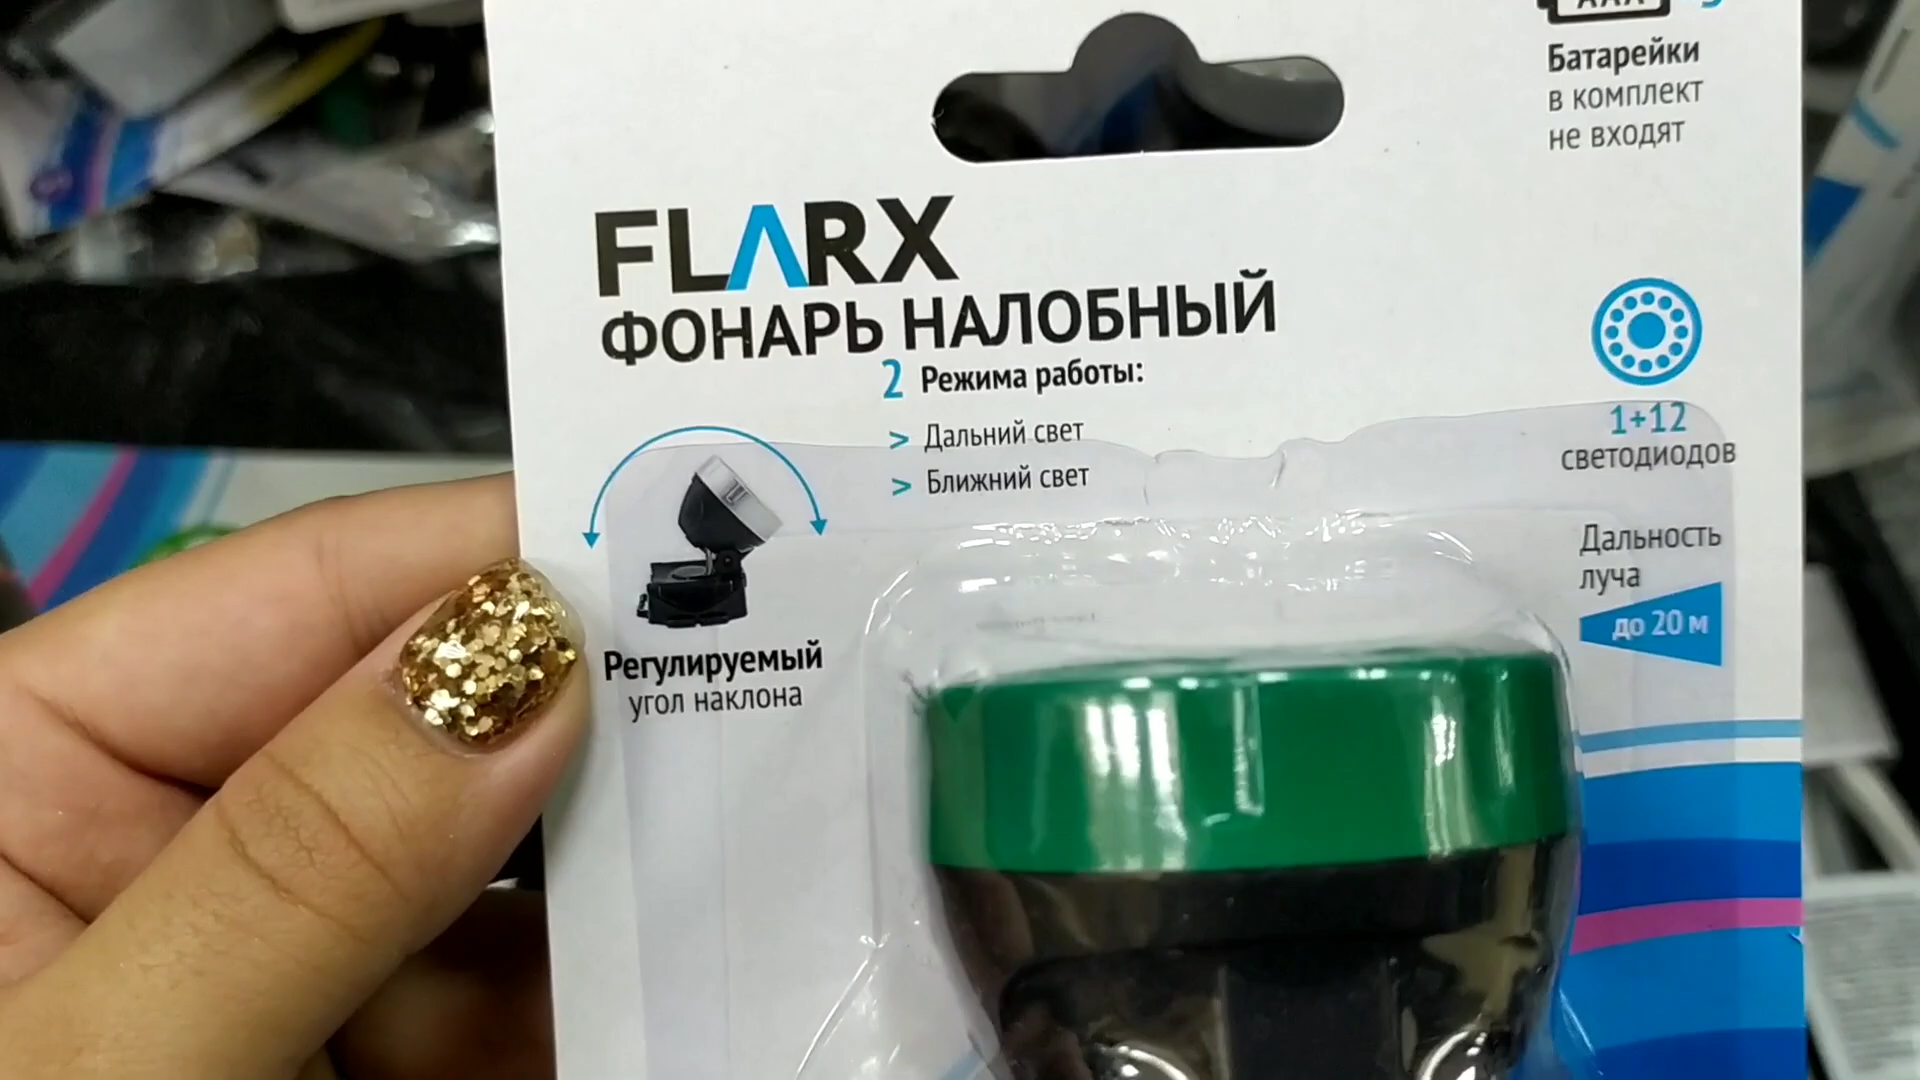 AAA
Батарейки
в комплект
не входят
FLARX
ФОНАРЬ НАЛОБНЫЙ
2 Режима работы:
> Дальний свет
> Ближний свет
1+12
светодиодов
Дальность
луча
до 20 м
Регулируемый
угол наклона